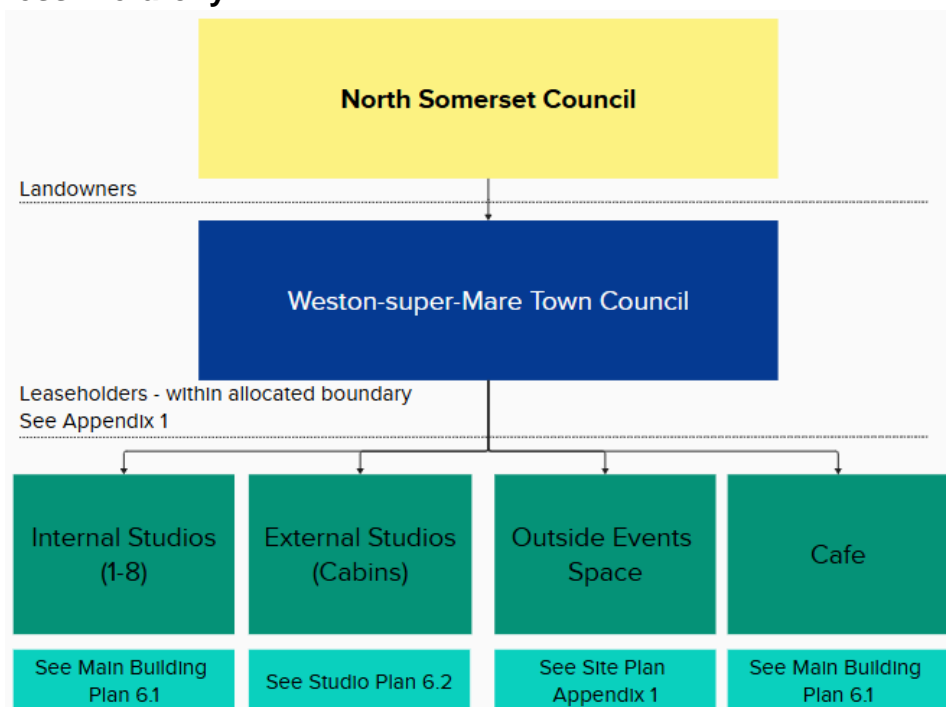 North Somerset Council
Landowners
Weston-super-Mare Town Council
Leaseholders - within allocated boundary
See Appendix 1
Internal Studios
(1-8)
External Studios
(Cabins)
Outside Events
Space
Cafe
See Main Building
Plan 6.1
See Studio Plan 6.2
See Site Plan
Appendix 1
See Main Building
Plan 6.1